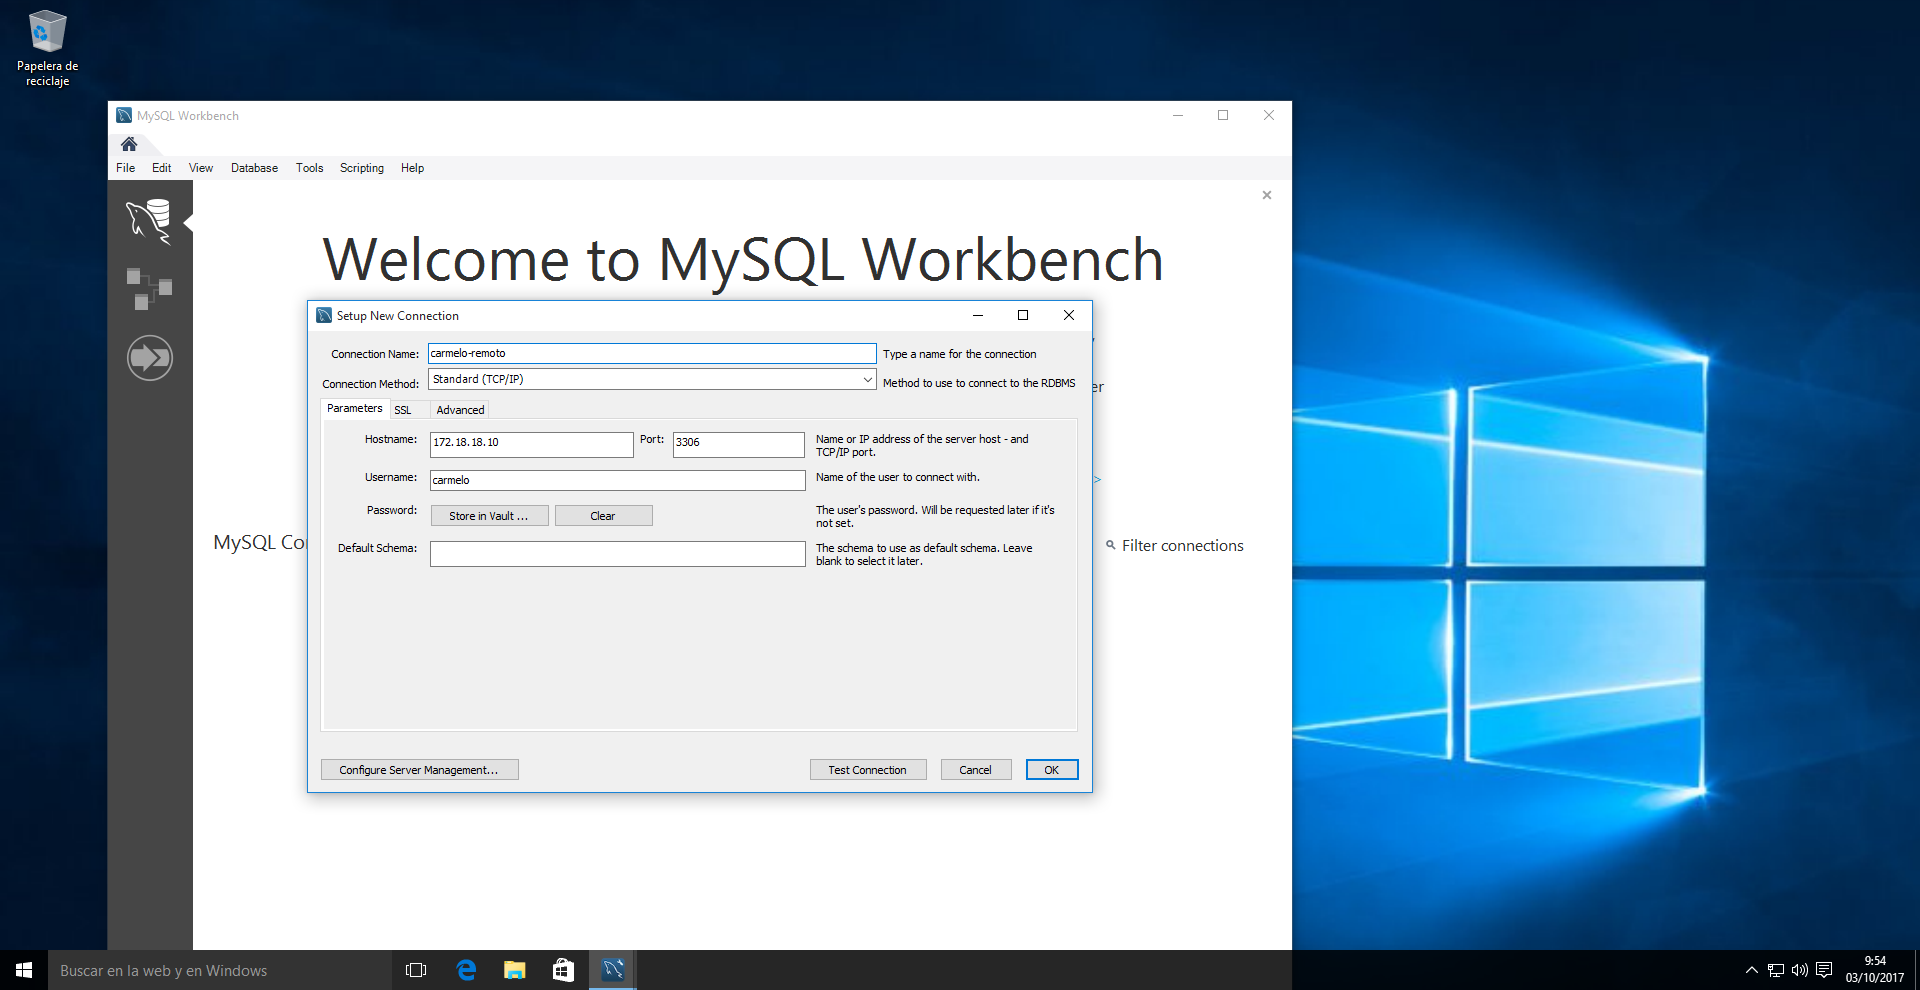 Papelera de
reciclaje
MySQL Workbench
File Edit View Database Tools Scripting Help
Welcome to MySQL Workbench
Setup New Connection
Connection Name: carmelo-remoto Type a name for the connection
Connection Method: Standard (TCP/IP) Method to use to connect to the RDBMS
er
Parameters SSL Advanced
Hostname: 172.18.18.10 Port: 3306 Name or IP address of the server host - and
TCP/IP port.
Username: carmelo Name of the user to connect with.
>
Password: Store in Vault ... Clear The user's password. Will be requested later if it's
not set.
MySQL Co
Default Schema: The schema to use as default schema. Leave
blank to select it later.
Filter connections
Configure Server Management... Test Connection Cancel OK
Buscar en la web y en Windows
9:54
03/10/2017